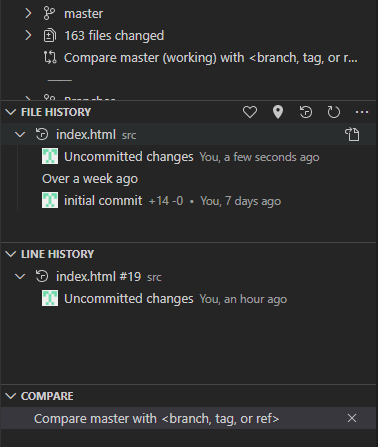 master
163 files changed
Compare master (working) with <branch, tag, or r...
Branches
FILE HISTORY
index.html src
Uncommitted changes You, a few seconds ago
Over a week ago
initial commit +14 -0 • You, 7 days ago
LINE HISTORY
index.html #19 src
Uncommitted changes You, an hour ago
COMPARE
Compare master with <branch, tag, or ref>